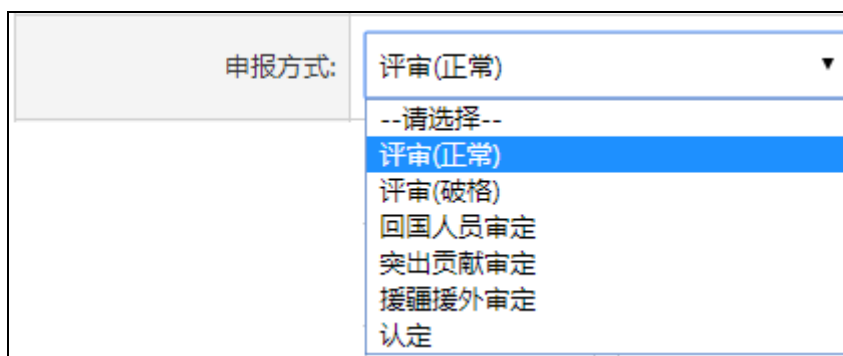 申报方式: 评审(正常)
--请选择--
评审(正常)
评审(破格)
回国人员审定
突出贡献审定
援疆援外审定
认定